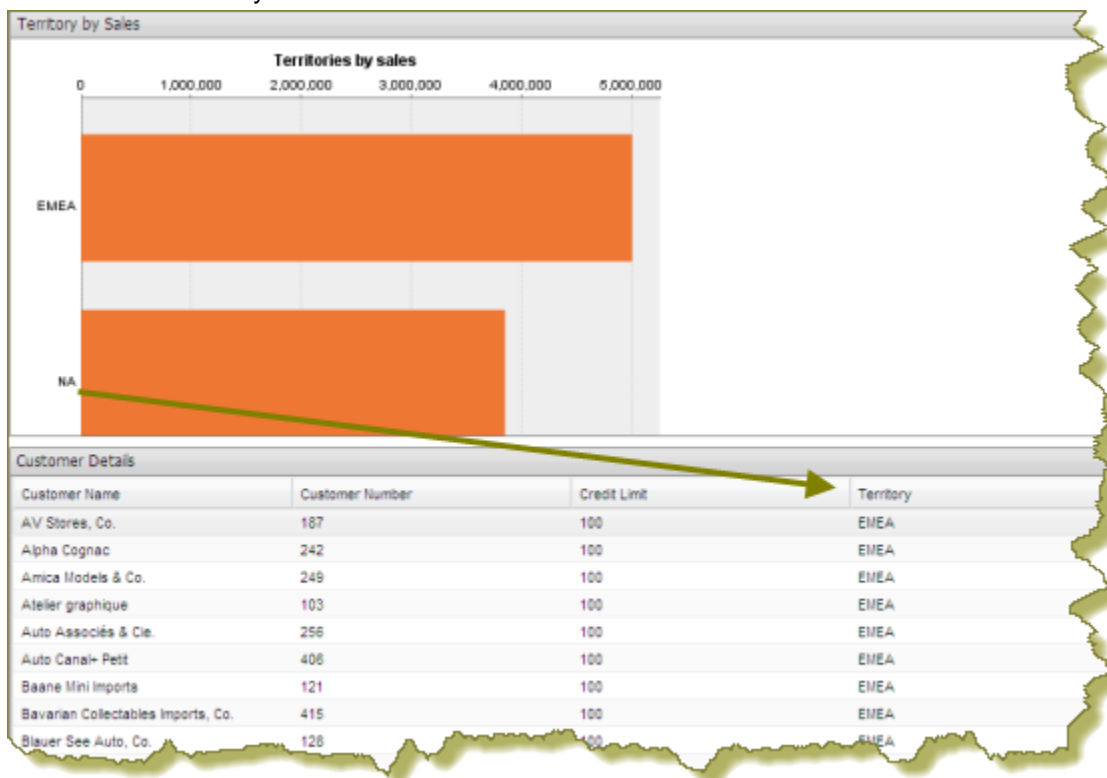 Territory by Sales
Territories by sales
0 1,000,000 2,000,000 3,000,000 4,000,000 5,000,000
EMEA
NA
Customer Details
Customer Name Customer Number Credit Limit Territory
AV Stores, Co. 187 100 EMEA
Alpha Cognac 242 100 EMEA
Amica Models & Co. 249 100 EMEA
Atelier graphique 103 100 EMEA
Auto Associés & Cie. 256 100 EMEA
Auto Canal+ Petit 406 100 EMEA
Baane Mini Imports 121 100 EMEA
Bavarian Collectables Imports, Co. 415 100 EMEA
Blauer See Auto, Co. 128 100 EMEA